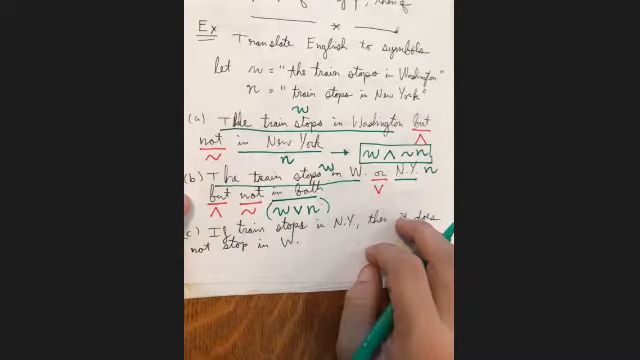 Ex Translate English to symbols
let w = "the train stops in Washington"
n = "train stops in New York"
w
(a) The train stops in Washington but
∧
not in New York
~ n → w ∧ ~n
w
(b) The train stops in W. or N.Y. n
∨
but not in both
∧ ~ (w ∨ n)
(c) If train stops in N.Y, then it does
not stop in W.